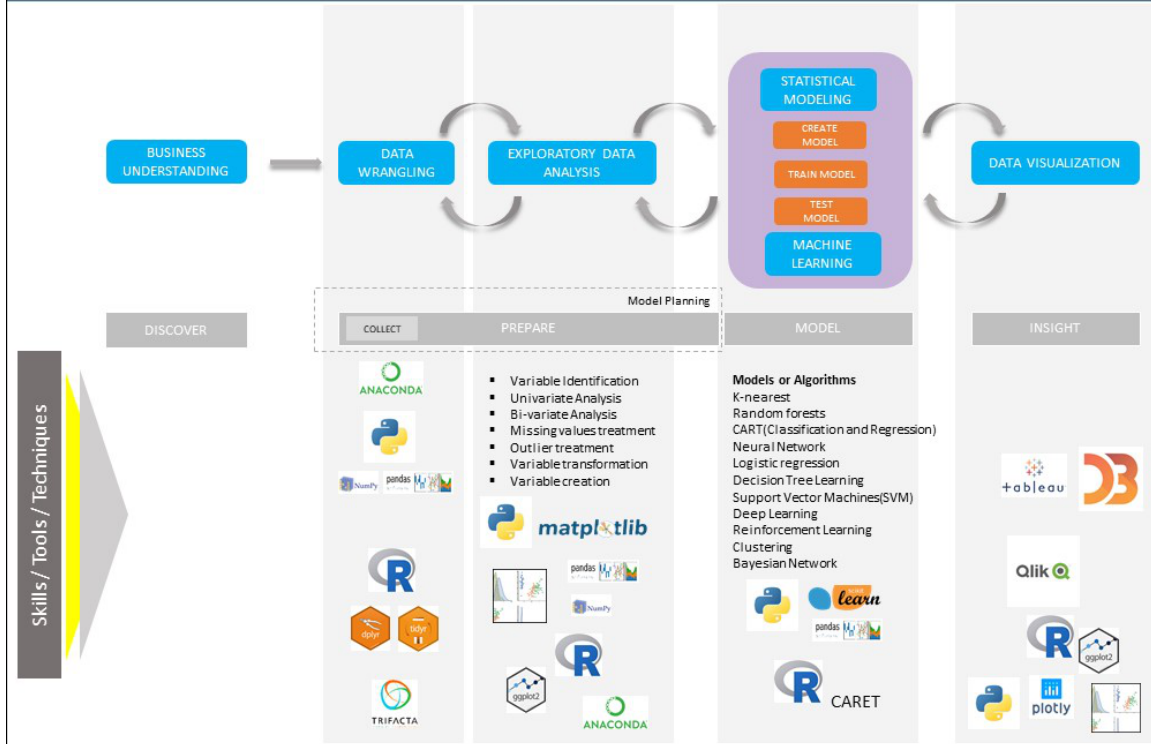 BUSINESS
UNDERSTANDING
DATA
WRANGLING
EXPLORATORY DATA
ANALYSIS
STATISTICAL
MODELING
CREATE
MODEL
TRAIN MODEL
TEST
MODEL
MACHINE
LEARNING
DATA VISUALIZATION
Model Planning
DISCOVER
COLLECT
PREPARE
MODEL
INSIGHT
Skills / Tools / Techniques
ANACONDA
NumPy
pandas
R
dplyr
tidyr
TRIFACTA
Variable Identification
Univariate Analysis
Bi-variate Analysis
Missing values treatment
Outlier treatment
Variable transformation
Variable creation
matplotlib
pandas
NumPy
R
ggplot2
ANACONDA
Models or Algorithms
K-nearest
Random forests
CART(Classification and Regression)
Neural Network
Logistic regression
Decision Tree Learning
Support Vector Machines(SVM)
Deep Learning
Reinforcement Learning
Clustering
Bayesian Network
learn
pandas
R
CARET
+ableau
D3
Qlik
R
ggplot2
plotly